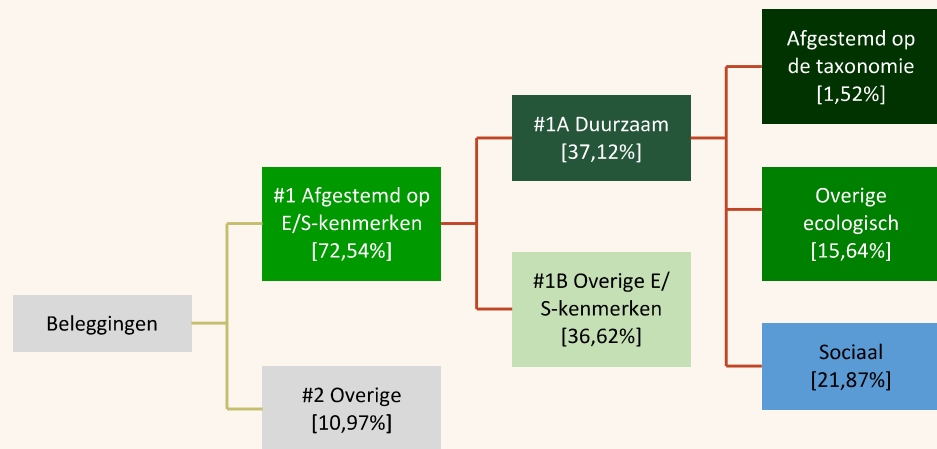 Afgestemd op
de taxonomie
[1,52%]
#1A Duurzaam
[37,12%]
#1 Afgestemd op
E/S-kenmerken
[72,54%]
Overige
ecologisch
[15,64%]
#1B Overige E/
S-kenmerken
[36,62%]
Beleggingen
Sociaal
[21,87%]
#2 Overige
[10,97%]